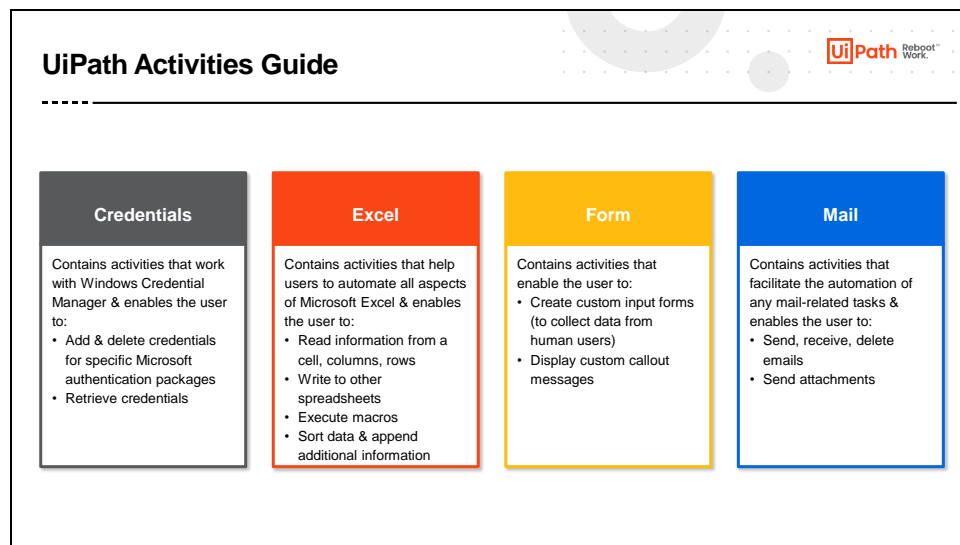 UiPath Activities Guide
UiPath Reboot™
Work.
Credentials
Contains activities that work
with Windows Credential
Manager & enables the user
to:
• Add & delete credentials
for specific Microsoft
authentication packages
• Retrieve credentials
Excel
Contains activities that help
users to automate all aspects
of Microsoft Excel & enables
the user to:
• Read information from a
cell, columns, rows
• Write to other
spreadsheets
• Execute macros
• Sort data & append
additional information
Form
Contains activities that
enable the user to:
• Create custom input forms
(to collect data from
human users)
• Display custom callout
messages
Mail
Contains activities that
facilitate the automation of
any mail-related tasks &
enables the user to:
• Send, receive, delete
emails
• Send attachments